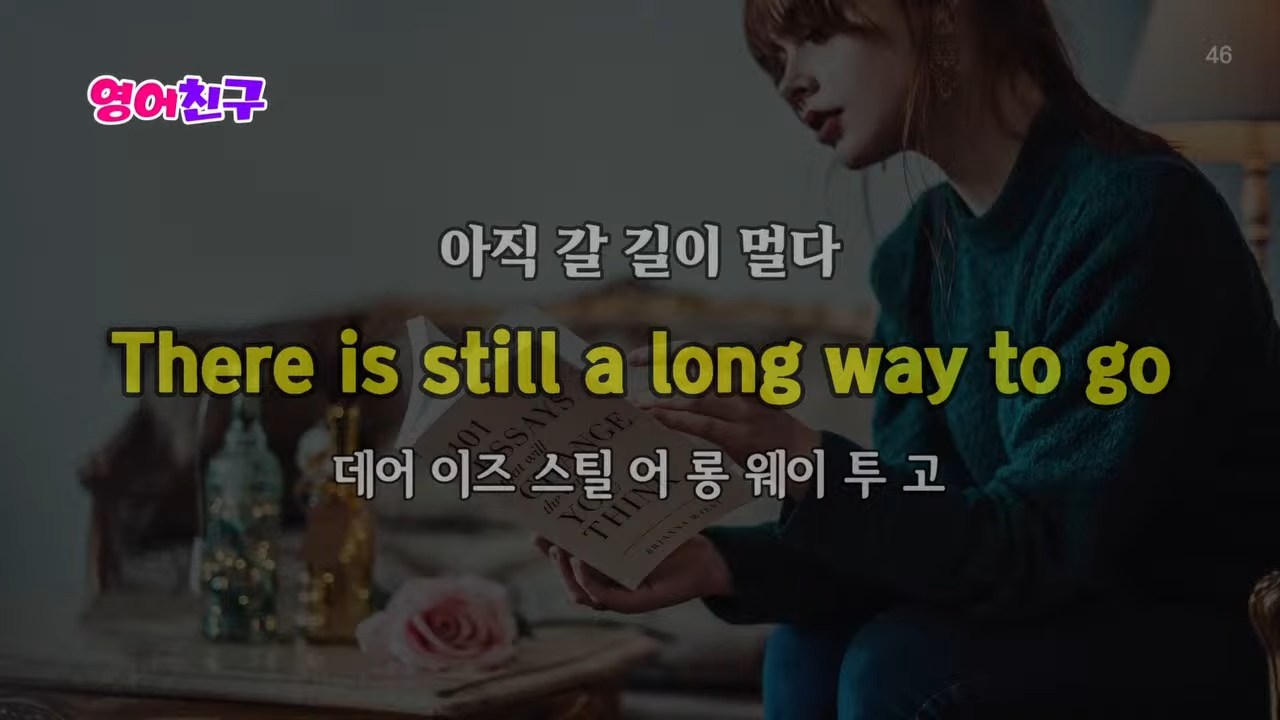 46
영어친구
아직 갈 길이 멀다
There is still a long way to go
데어 이즈 스틸 어 롱 웨이 투 고
101
ESSAYS
that will
CHANGE
the
YOU
THINK
BRIANNA WIEST